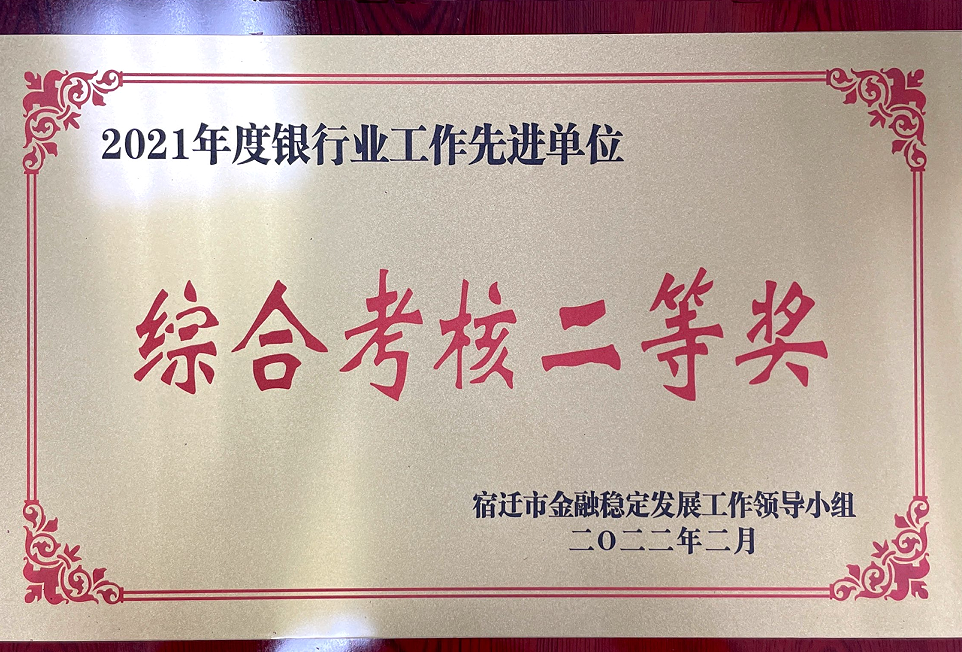 2021年度银行业工作先进单位
综合考核二等奖
宿迁市金融稳定发展工作领导小组
二〇二二年二月